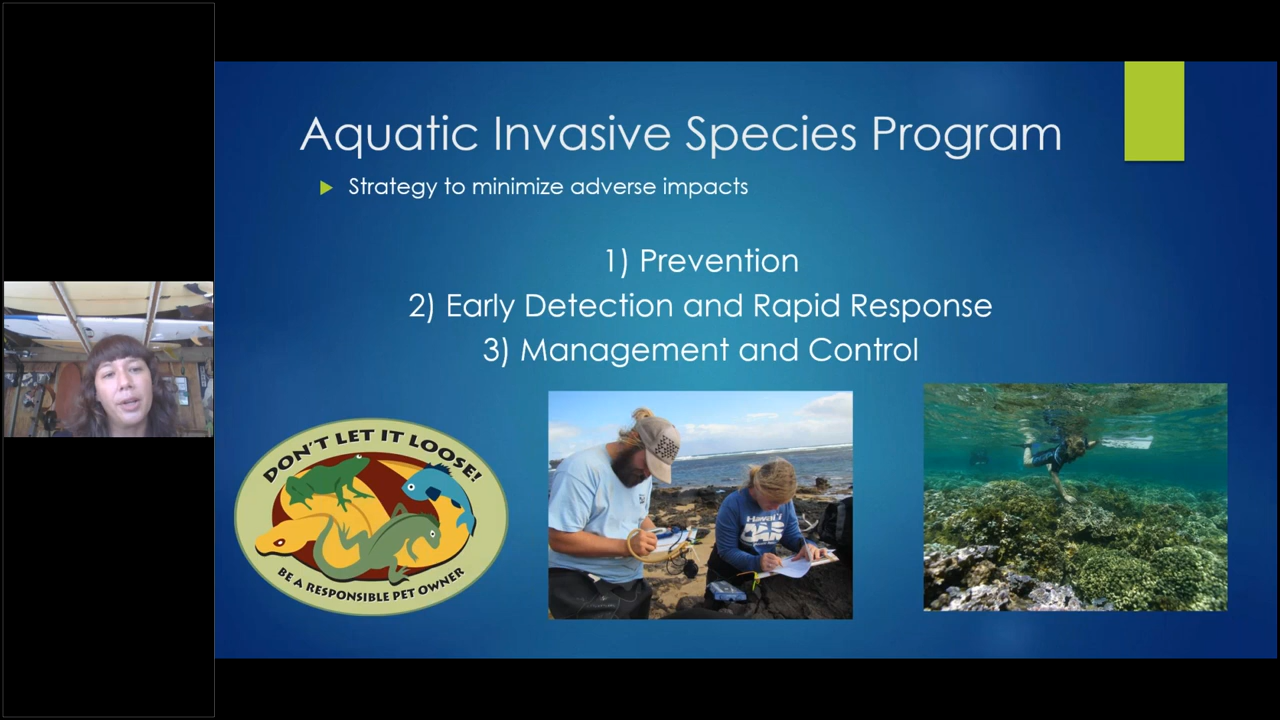 Aquatic Invasive Species Program
Strategy to minimize adverse impacts
1) Prevention
2) Early Detection and Rapid Response
3) Management and Control
DON'T LET IT LOOSE!
BE A RESPONSIBLE PET OWNER
Hawai'i